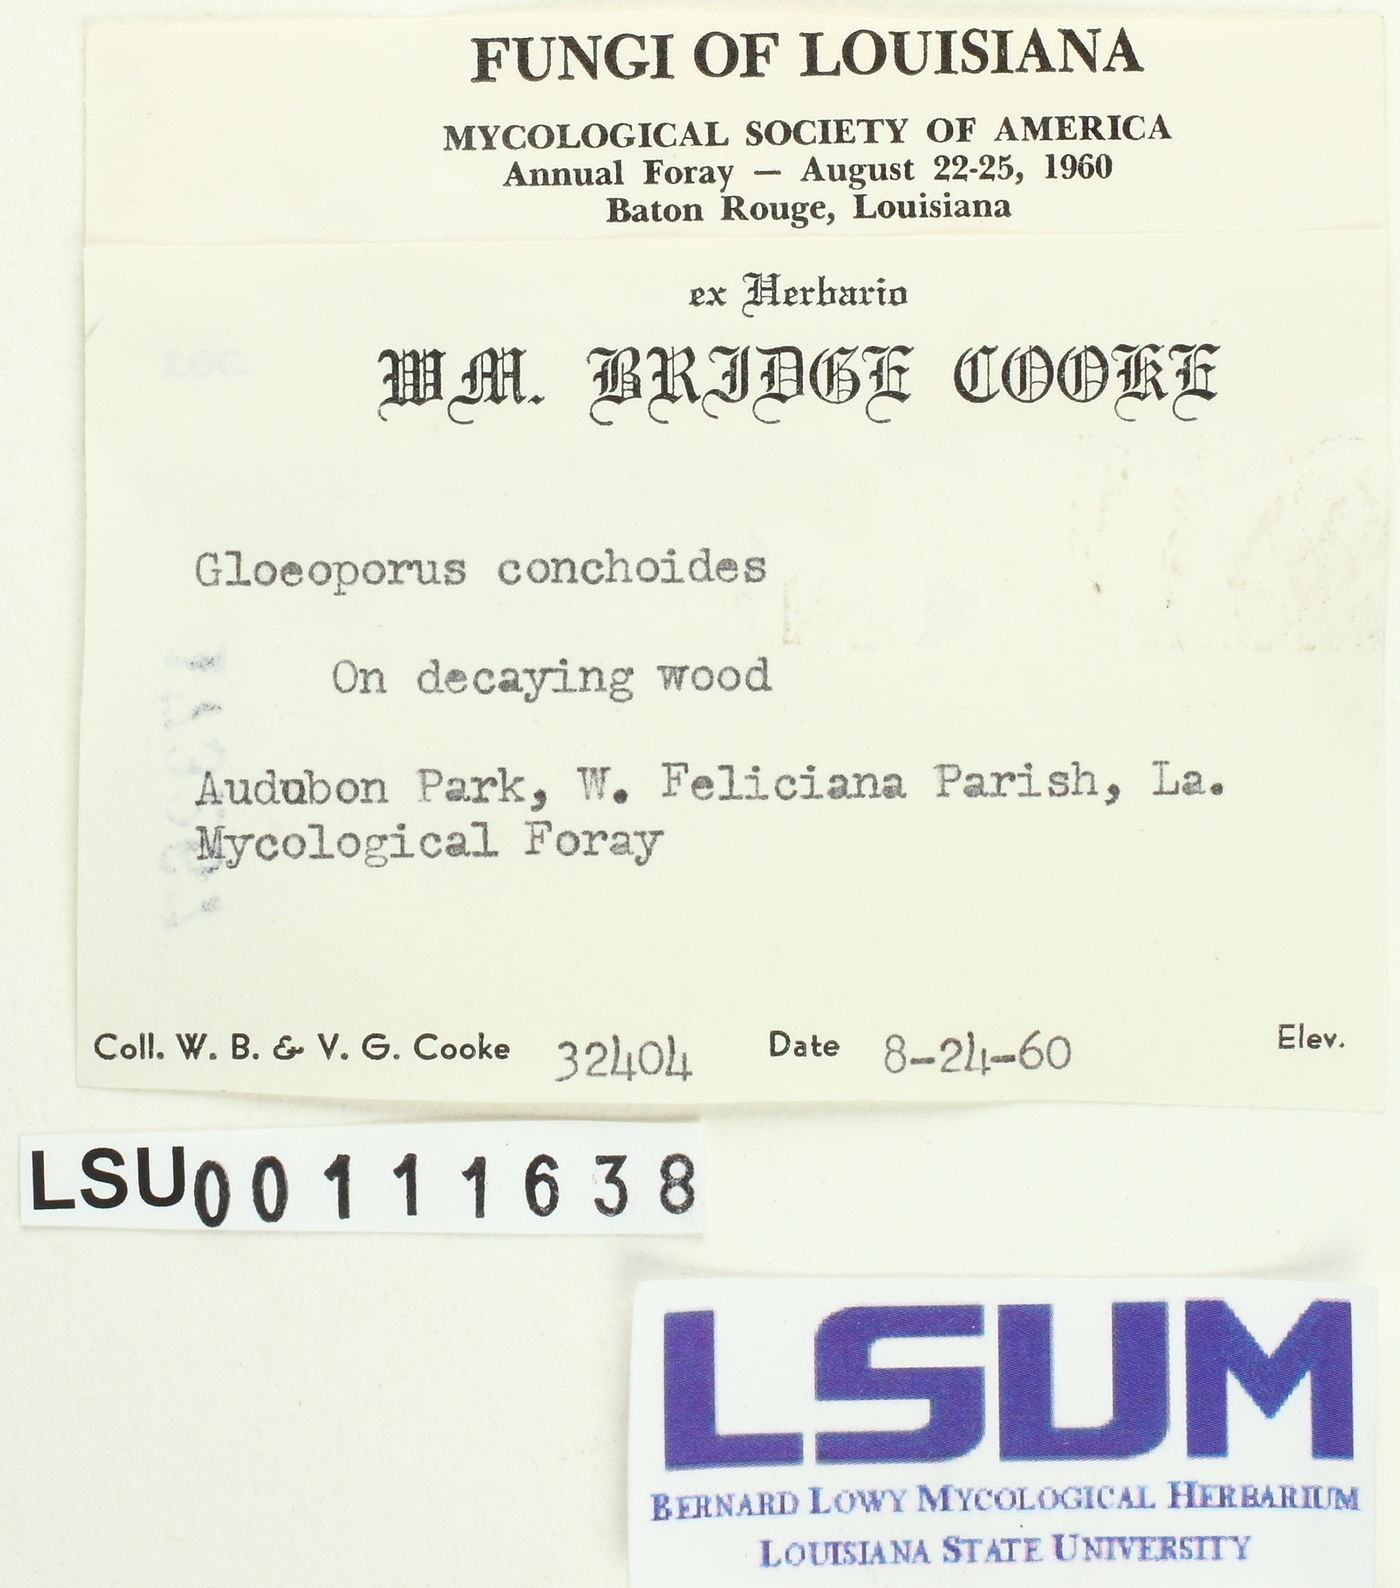 FUNGI OF LOUISIANA
MYCOLOGICAL SOCIETY OF AMERICA
Annual Foray — August 22-25, 1960
Baton Rouge, Louisiana
ex Herbario
WM. BRIDGE COOKE
Gloeoporus conchoides
On decaying wood
Audubon Park, W. Feliciana Parish, La.
Mycological Foray
Coll. W. B. & V. G. Cooke 32404 Date 8-24-60 Elev.
LSU00111638
LSUM
BERNARD LOWY MYCOLOGICAL HERBARIUM
LOUISIANA STATE UNIVERSITY